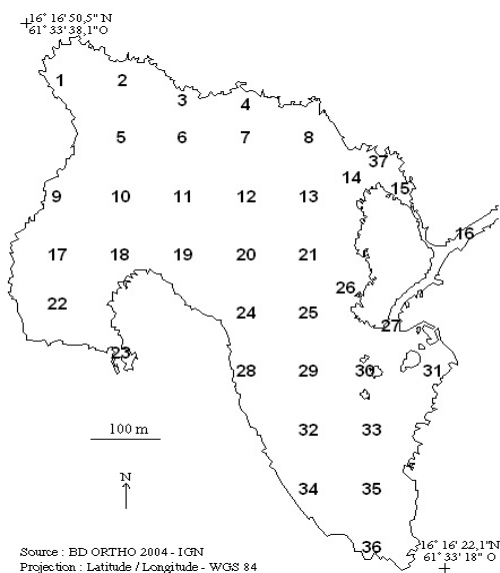 16° 16' 50,5" N
61° 33' 38,1" O
1 2
3 4
5 6 7 8
37
14 15
9 10 11 12 13
16
17 18 19 20 21
26
22 24 25
27
23
28 29 30 31
32 33
34 35
36
100 m
N
16° 16' 22,1" N
61° 33' 18" O
Source : BD ORTHO 2004 - IGN
Projection : Latitude / Longitude - WGS 84